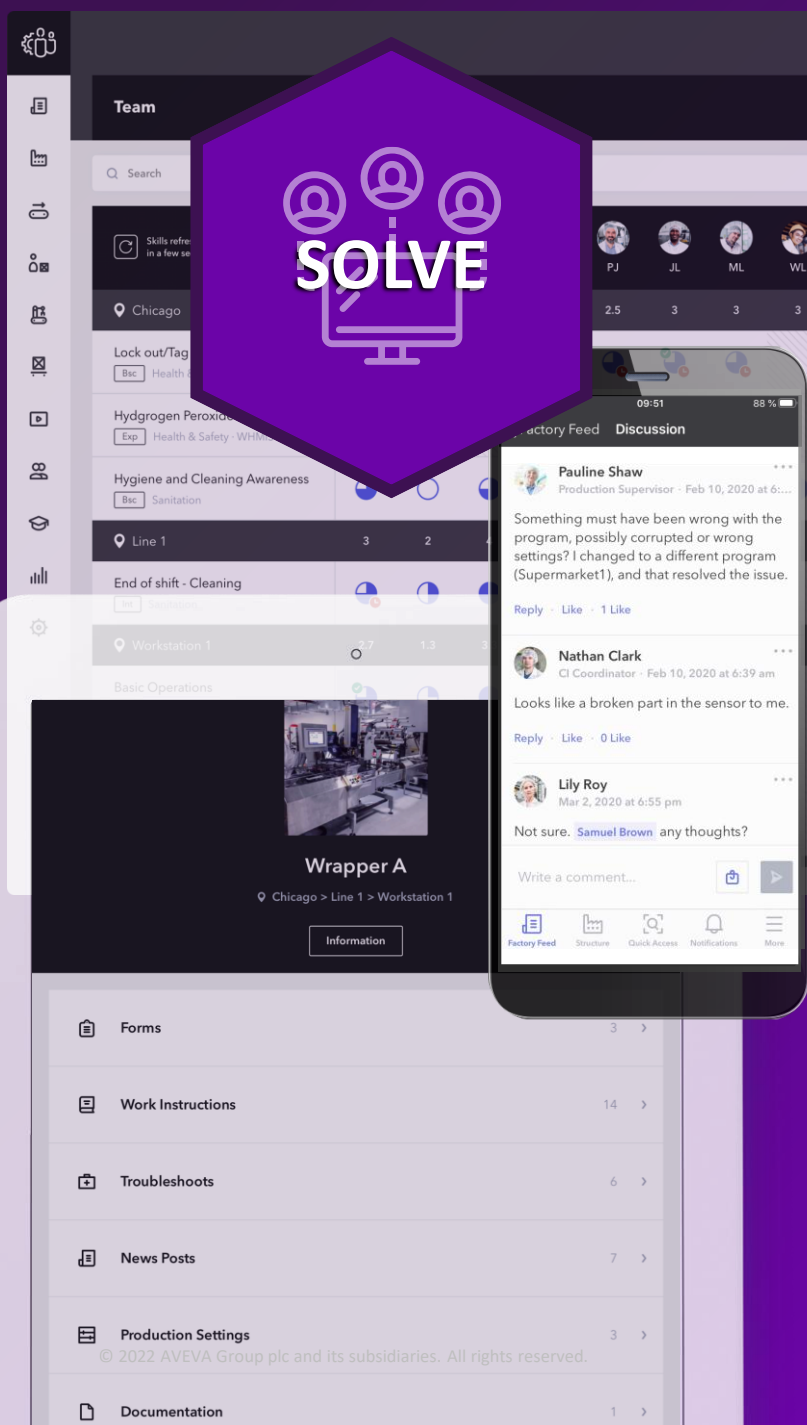 Team
Search
SOLVE
Skills refre
in a few se
PJ
JL
ML
WL
Chicago
2.5
3
3
3
Lock out/Tag
Bsc
Health &
Hydgrogen Peroxide
Exp
Health & Safety · WHMIS
Hygiene and Cleaning Awareness
Bsc
Sanitation
Line 1
3
2
4
End of shift - Cleaning
Int
Sanitation
Workstation 1
2.7
1.3
3
Basic Operations
09:51
88 %
Factory Feed
Discussion
Pauline Shaw
Production Supervisor · Feb 10, 2020 at 6:...
Something must have been wrong with the
program, possibly corrupted or wrong
settings? I changed to a different program
(Supermarket1), and that resolved the issue.
Reply · Like · 1 Like
Nathan Clark
CI Coordinator · Feb 10, 2020 at 6:39 am
Looks like a broken part in the sensor to me.
Reply · Like · 0 Like
Lily Roy
Mar 2, 2020 at 6:55 pm
Not sure. Samuel Brown any thoughts?
Write a comment...
Factory Feed
Structure
Quick Access
Notifications
More
Wrapper A
Chicago > Line 1 > Workstation 1
Information
Forms
3
Work Instructions
14
Troubleshoots
6
News Posts
7
Production Settings
3
© 2022 AVEVA Group plc and its subsidiaries. All rights reserved.
Documentation
1